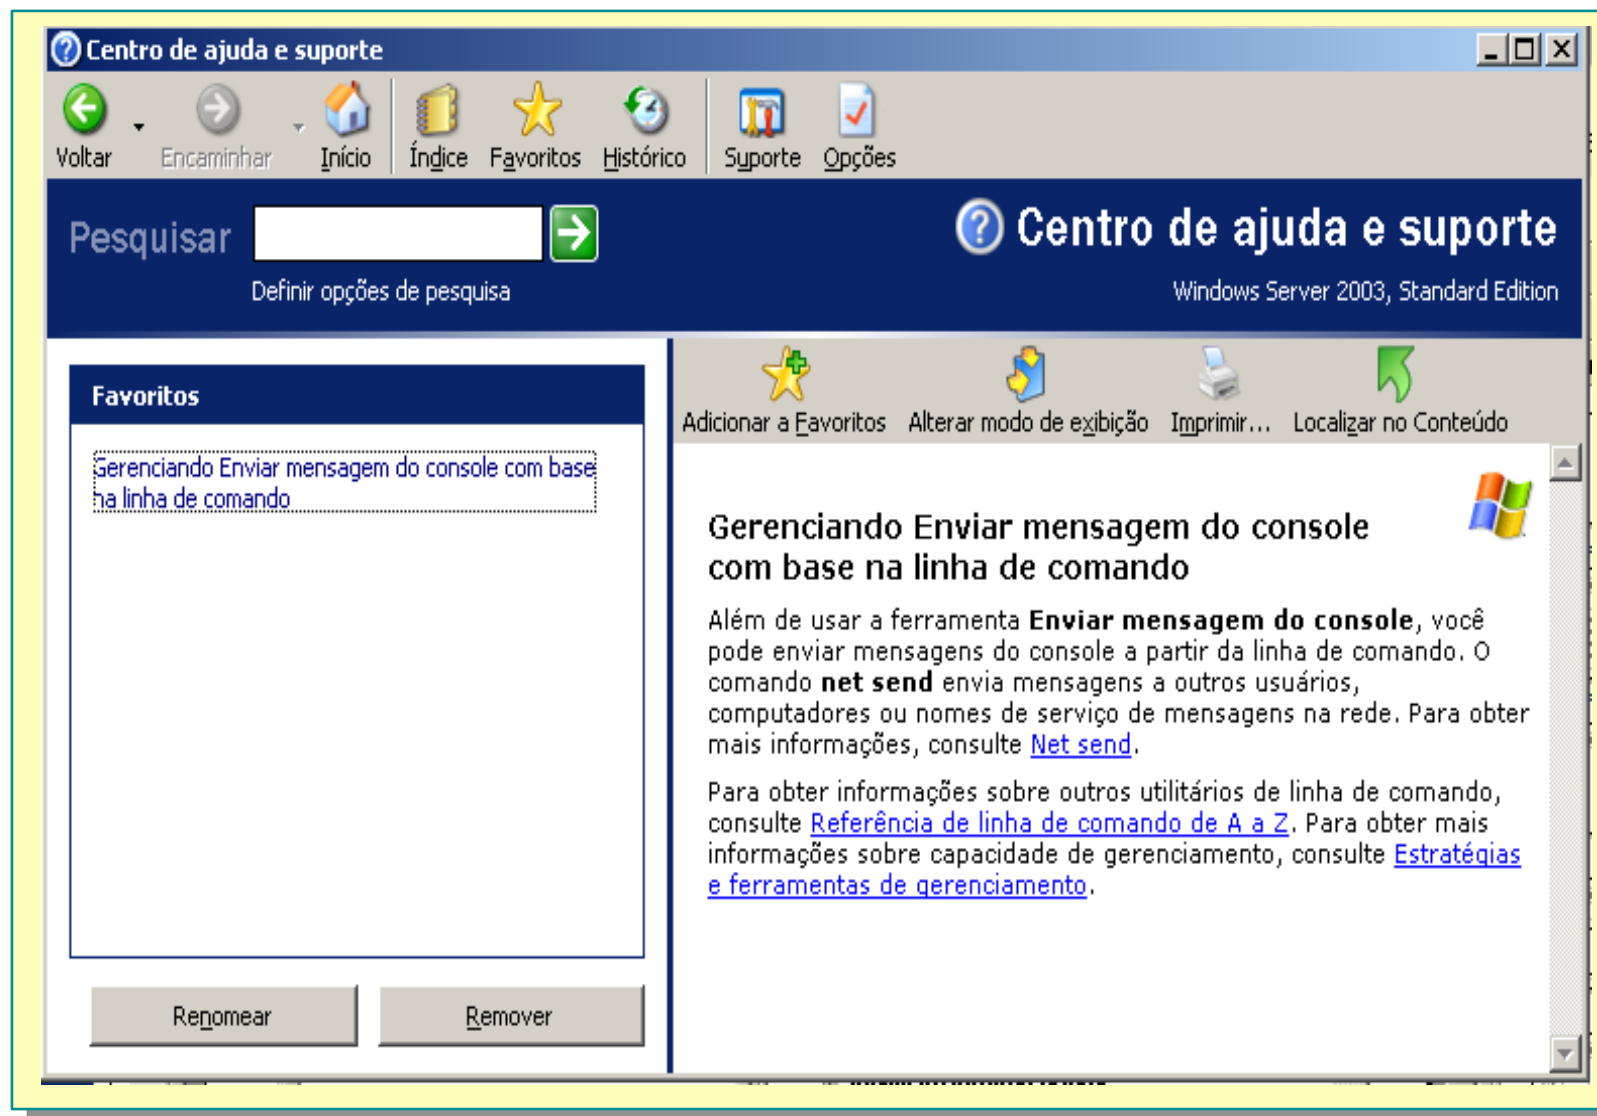 Centro de ajuda e suporte
Voltar Encaminhar Início Índice Favoritos Histórico Suporte Opções
Pesquisar
Definir opções de pesquisa
Centro de ajuda e suporte
Windows Server 2003, Standard Edition
Favoritos
Gerenciando Enviar mensagem do console com base
na linha de comando
Renomear Remover
Adicionar a Favoritos Alterar modo de exibição Imprimir... Localizar no Conteúdo
Gerenciando Enviar mensagem do console
com base na linha de comando
Além de usar a ferramenta Enviar mensagem do console, você
pode enviar mensagens do console a partir da linha de comando. O
comando net send envia mensagens a outros usuários,
computadores ou nomes de serviço de mensagens na rede. Para obter
mais informações, consulte Net send.
Para obter informações sobre outros utilitários de linha de comando,
consulte Referência de linha de comando de A a Z. Para obter mais
informações sobre capacidade de gerenciamento, consulte Estratégias
e ferramentas de gerenciamento.